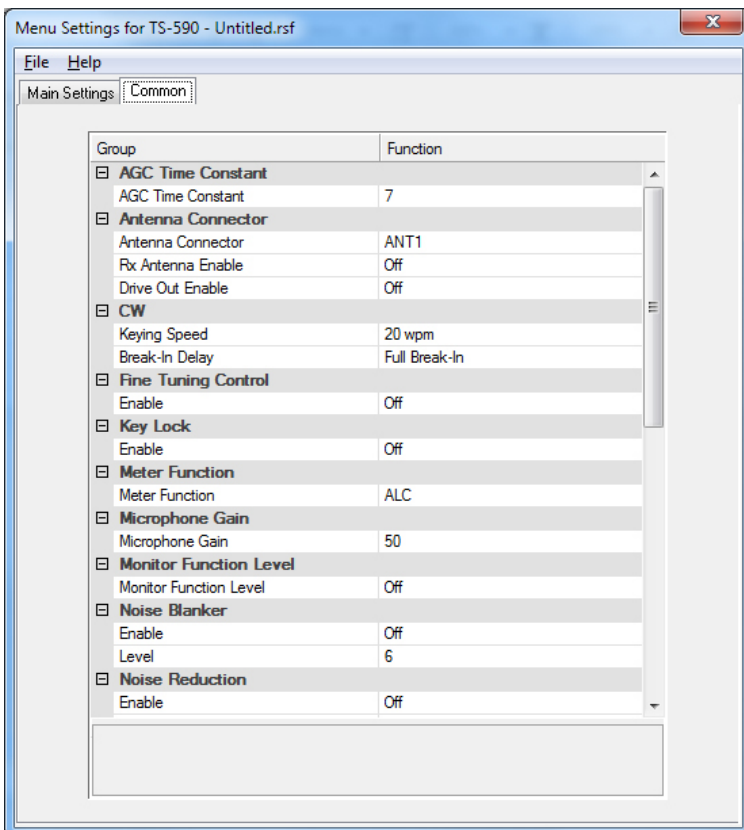 Menu Settings for TS-590 - Untitled.rsf
File Help
Main Settings Common
Group Function
AGC Time Constant
AGC Time Constant 7
Antenna Connector
Antenna Connector ANT1
Rx Antenna Enable Off
Drive Out Enable Off
CW
Keying Speed 20 wpm
Break-In Delay Full Break-In
Fine Tuning Control
Enable Off
Key Lock
Enable Off
Meter Function
Meter Function ALC
Microphone Gain
Microphone Gain 50
Monitor Function Level
Monitor Function Level Off
Noise Blanker
Enable Off
Level 6
Noise Reduction
Enable Off